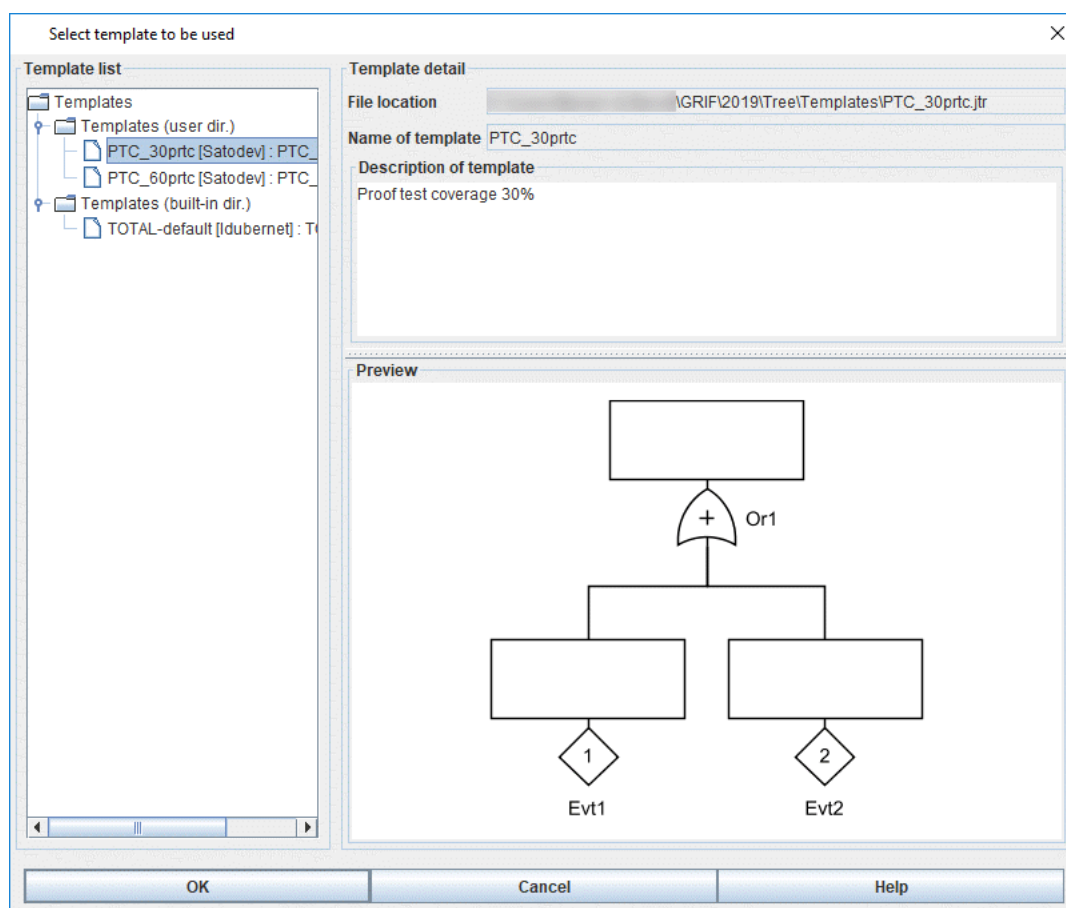 Select template to be used
Template list
Templates
Templates (user dir.)
PTC_30prtc [Satodev] : PTC_
PTC_60prtc [Satodev] : PTC_
Templates (built-in dir.)
TOTAL-default [ldubernet] : TO
Template detail
File location \GRIF\2019\Tree\Templates\PTC_30prtc.jtr
Name of template PTC_30prtc
Description of template
Proof test coverage 30%
Preview
+ Or1
1 2
Evt1 Evt2
OK Cancel Help